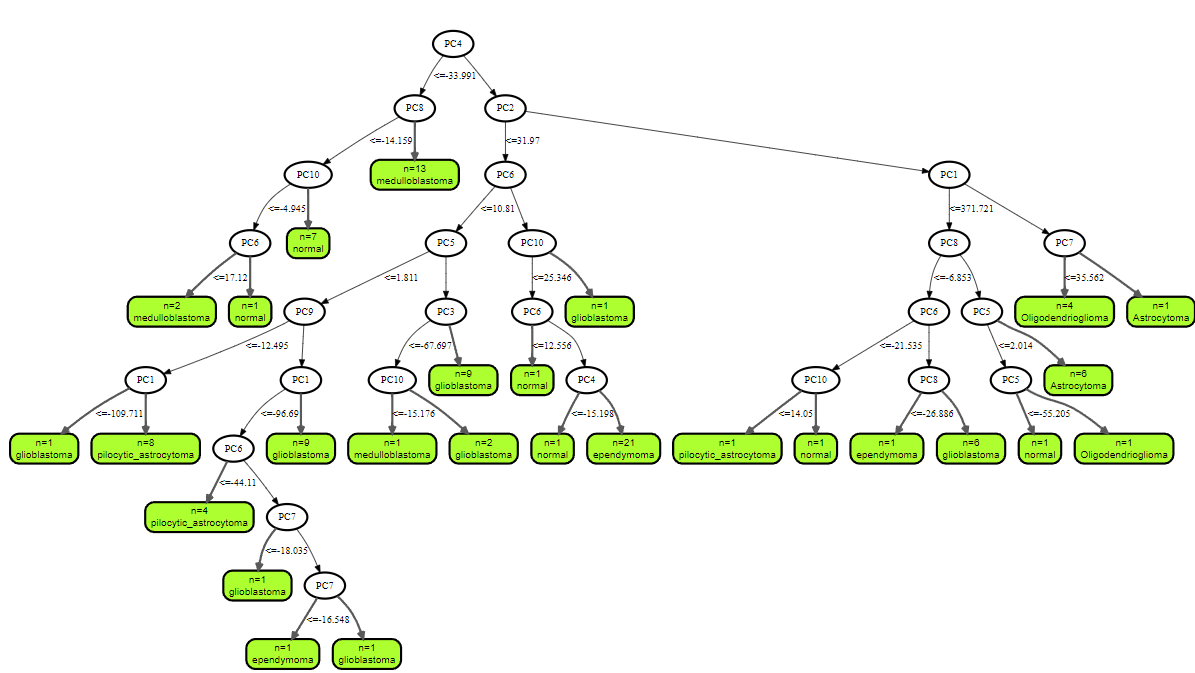 PC4
<=-33.991
PC8
PC2
<=-14.159
<=31.97
PC10
n=13
medulloblastoma
PC6
PC1
<=-4.945
<=10.81
<=371.721
PC6
n=7
normal
PC5
PC10
PC8
PC7
<=17.12
<=1.811
<=25.346
<=-6.853
<=35.562
n=2
medulloblastoma
n=1
normal
PC9
PC3
PC6
n=1
glioblastoma
PC6
PC5
n=4
Oligodendrioglioma
n=1
Astrocytoma
<=-12.495
<=-67.697
<=12.556
<=-21.535
<=2.014
PC1
PC1
PC10
n=9
glioblastoma
n=1
normal
PC4
PC10
PC8
PC5
n=6
Astrocytoma
<=-109.711
<=-96.69
<=-15.176
<=-15.198
<=14.05
<=-26.886
<=-55.205
n=1
glioblastoma
n=8
pilocytic_astrocytoma
PC6
n=9
glioblastoma
n=1
medulloblastoma
n=2
glioblastoma
n=1
normal
n=21
ependymoma
n=1
pilocytic_astrocytoma
n=1
normal
n=1
ependymoma
n=6
glioblastoma
n=1
normal
n=1
Oligodendrioglioma
<=-44.11
n=4
pilocytic_astrocytoma
PC7
<=-18.035
n=1
glioblastoma
PC7
<=-16.548
n=1
ependymoma
n=1
glioblastoma